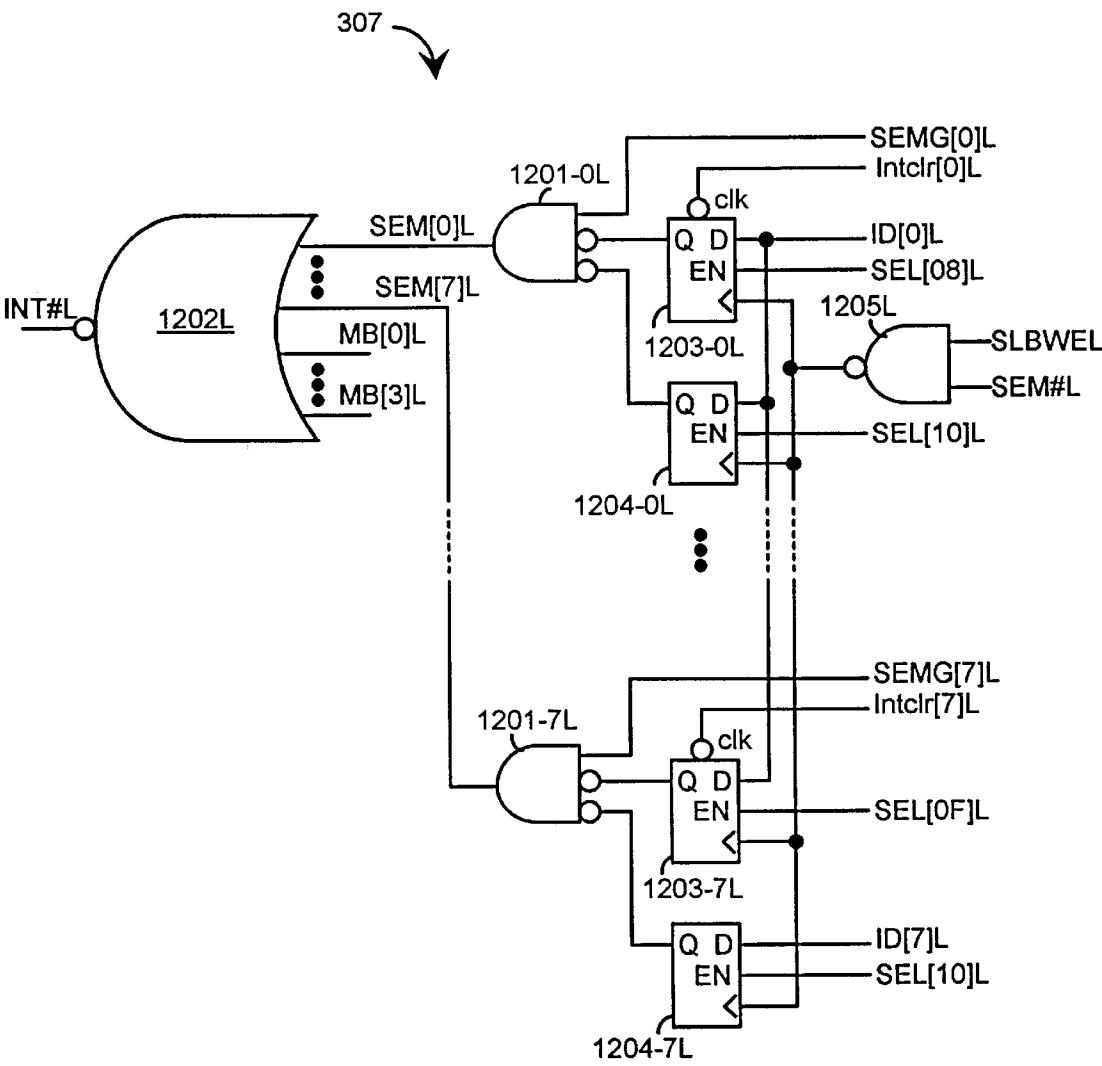 307
SEMG[0]L
1201-0L
Intclr[0]L
clk
SEM[0]L
Q D
ID[0]L
EN
SEL[08]L
SEM[7]L
INT#L
1202L
1205L
MB[0]L
1203-0L
SLBWEL
MB[3]L
SEM#L
Q D
EN
SEL[10]L
1204-0L
SEMG[7]L
Intclr[7]L
1201-7L
clk
Q D
EN
SEL[0F]L
1203-7L
Q D
ID[7]L
EN
SEL[10]L
1204-7L